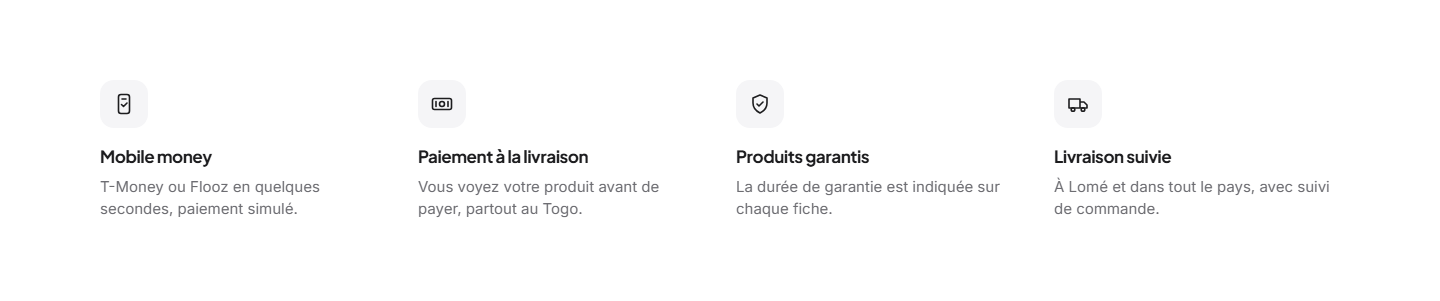 Mobile money
T-Money ou Flooz en quelques
secondes, paiement simulé.
Paiement à la livraison
Vous voyez votre produit avant de
payer, partout au Togo.
Produits garantis
La durée de garantie est indiquée sur
chaque fiche.
Livraison suivie
À Lomé et dans tout le pays, avec suivi
de commande.